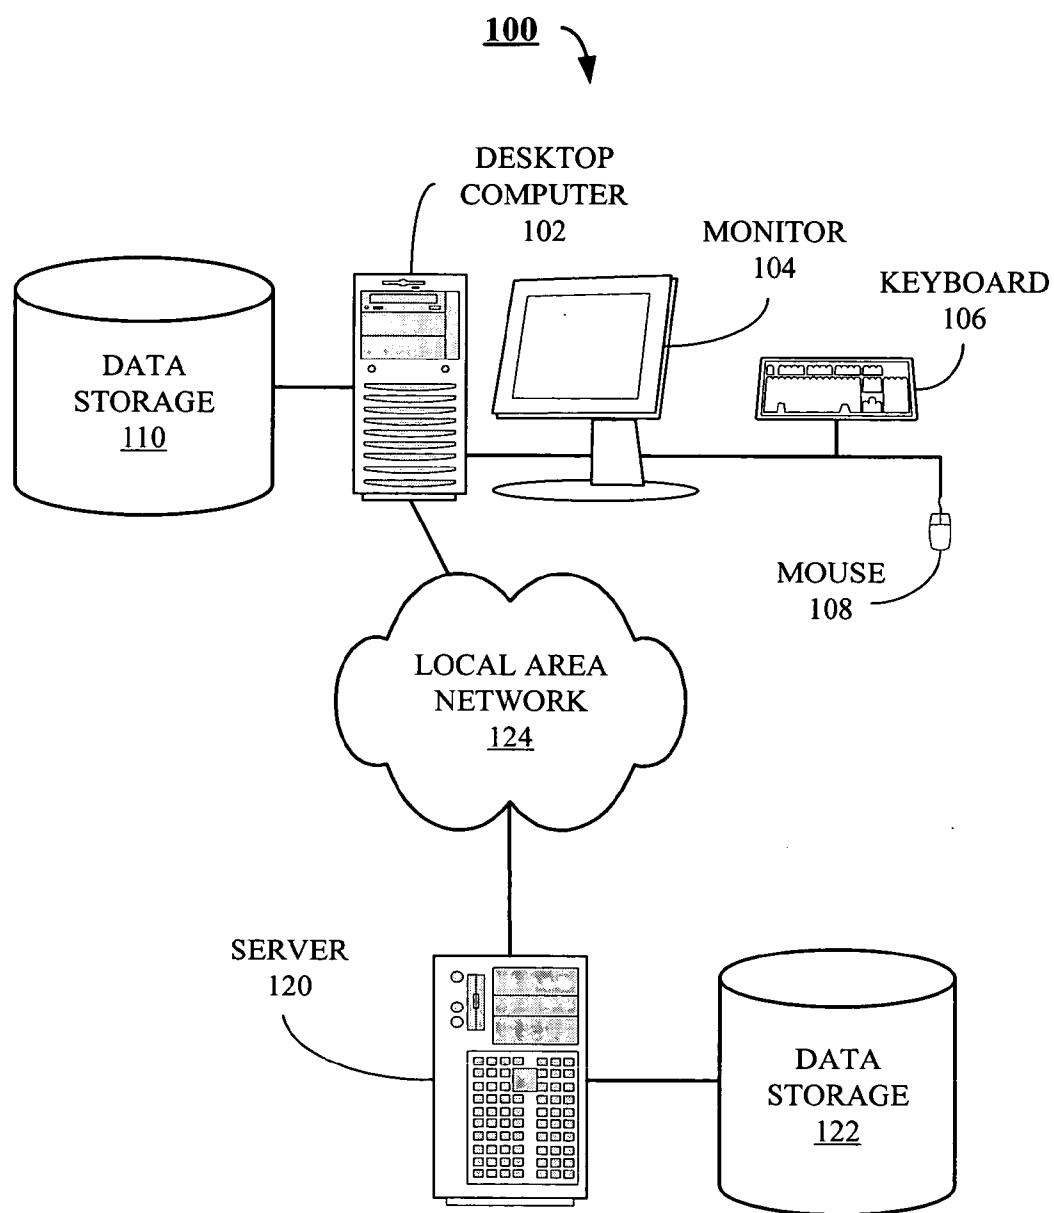 100
DESKTOP
COMPUTER
102
MONITOR
104
KEYBOARD
106
DATA
STORAGE
110
MOUSE
108
LOCAL AREA
NETWORK
124
SERVER
120
DATA
STORAGE
122